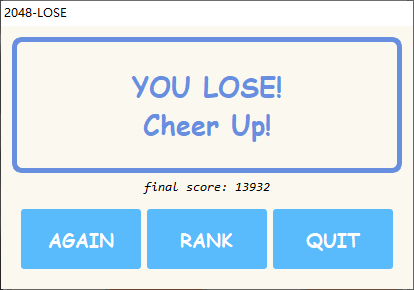 2048-LOSE
YOU LOSE!
Cheer Up!
final score: 13932
AGAIN RANK QUIT